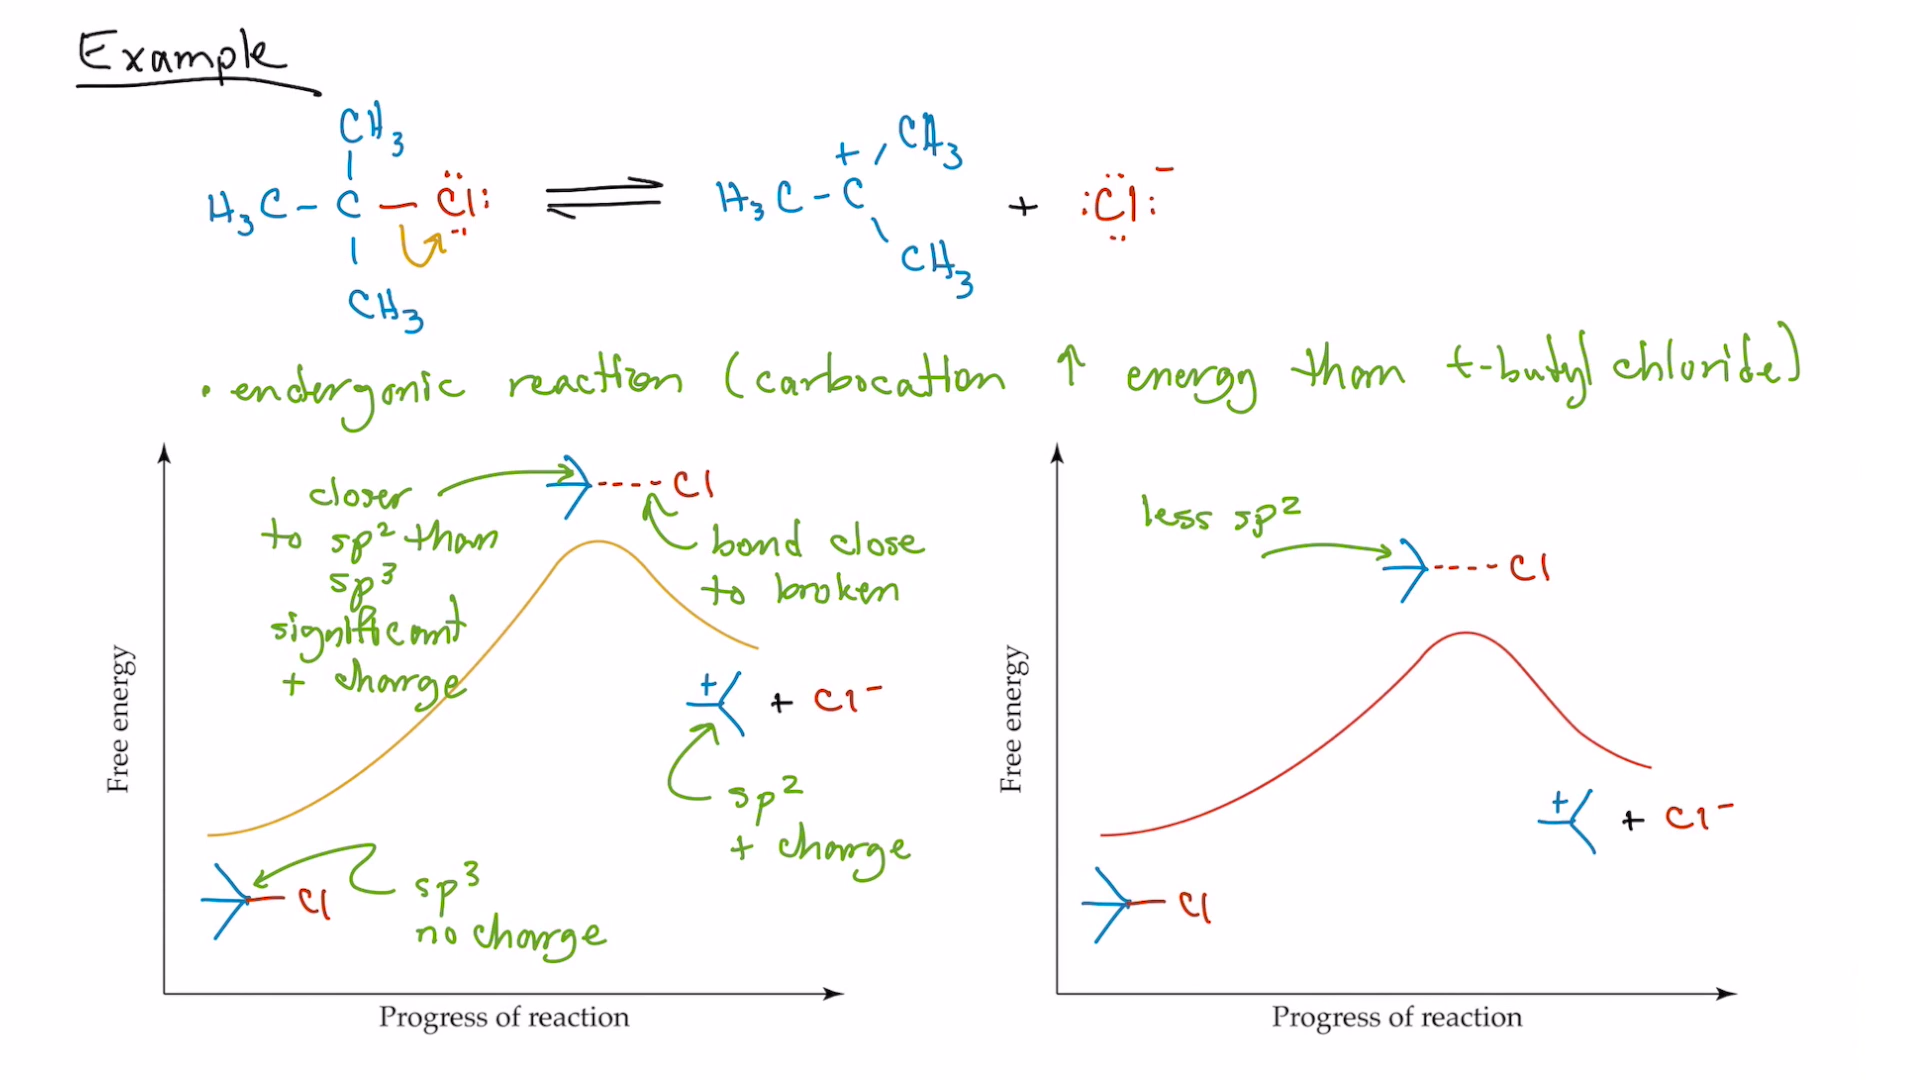 Example
CH3
H3C - C - Cl: ⇌ H3C - C+ CH3 + :Cl:-
CH3
CH3
• endergonic reaction (carbocation ↑ energy than t-butyl chloride)
closer
to sp2 than
sp3
significant
+ charge
Cl
bond close
to broken
+ + Cl-
sp2
+ charge
Cl
sp3
no charge
Free energy
Progress of reaction
less sp2
Cl
+ + Cl-
Cl
Free energy
Progress of reaction